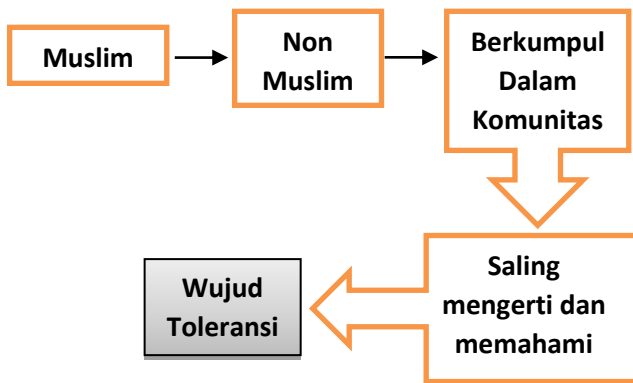 Muslim
Non
Muslim
Berkumpul
Dalam
Komunitas
Saling
mengerti dan
memahami
Wujud
Toleransi